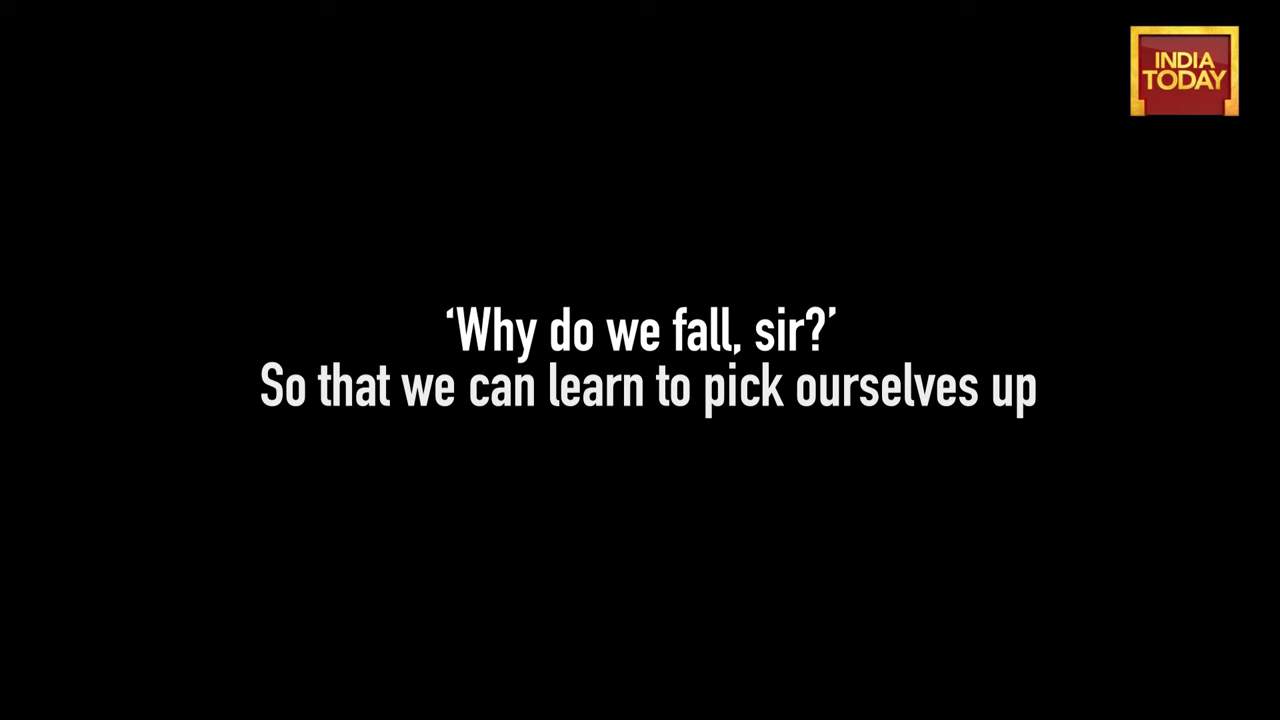 INDIA
TODAY
‘Why do we fall, sir?’
So that we can learn to pick ourselves up